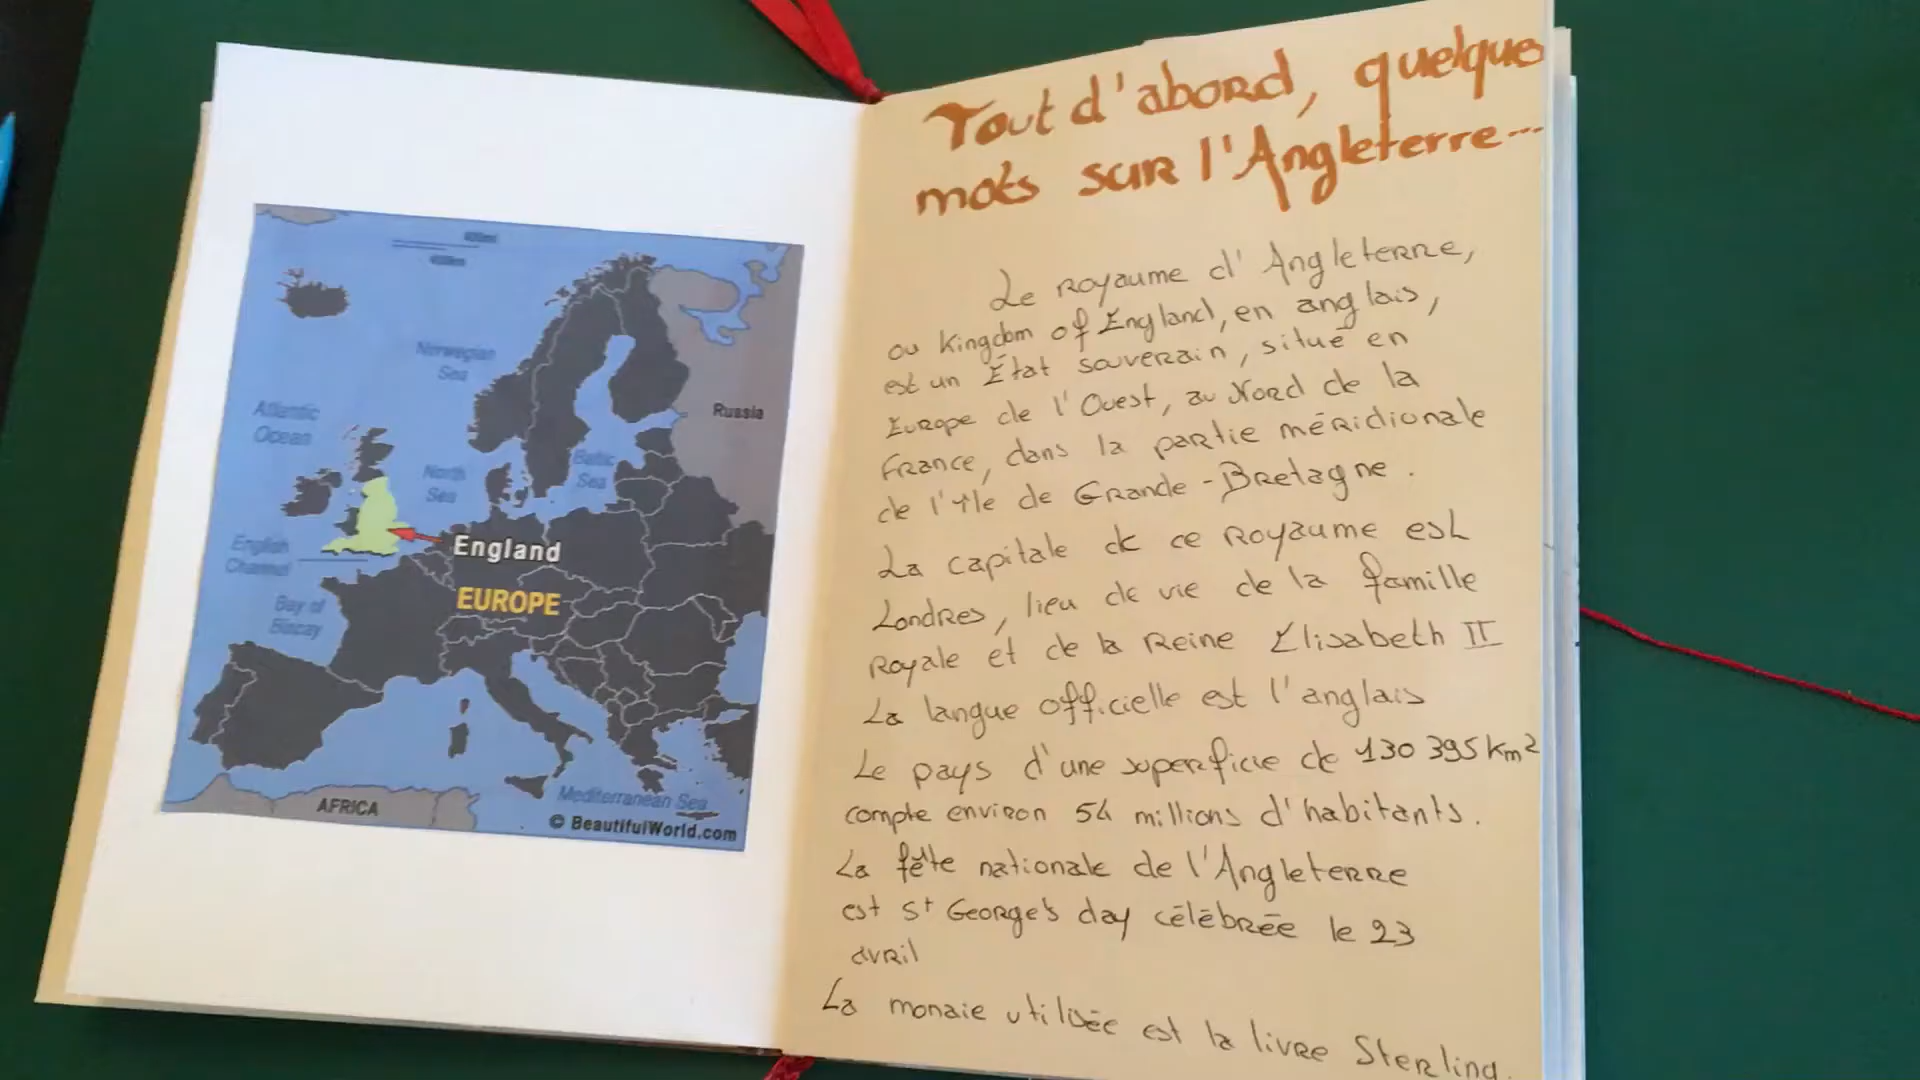 400mi
400km
Norwegian
Sea
Atlantic
Ocean
Russia
North
Sea
Baltic
Sea
English
Channel
England
EUROPE
Bay of
Biscay
Mediterranean Sea
AFRICA
© BeautifulWorld.com
Tout d'abord, quelque
mots sur l'Angleterre...
Le royaume d'Angleterre,
ou Kingdom of England, en anglais,
est un État souverain, situé en
Europe de l'Ouest, au Nord de la
France, dans la partie méridionale
de l'île de Grande-Bretagne.
La capitale de ce Royaume est
Londres, lieu de vie de la famille
Royale et de la Reine Elisabeth II
La langue officielle est l'anglais
Le pays d'une superficie de 130 395 km²
compte environ 54 millions d'habitants.
La fête nationale de l'Angleterre
est St George's day célébrée le 23
avril
La monaie utilisée est la livre Sterling.